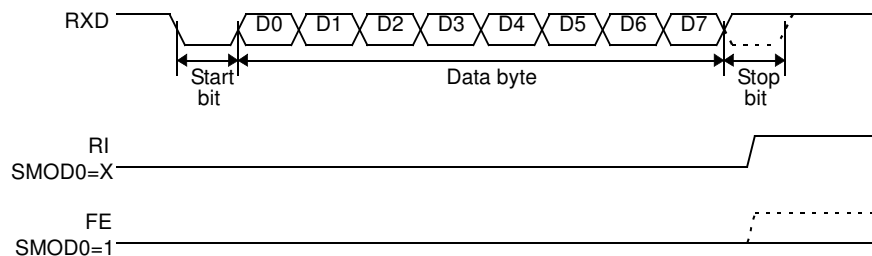 RXD
D0 D1 D2 D3 D4 D5 D6 D7
Start bit
Data byte
Stop bit
RI
SMOD0=X
FE
SMOD0=1